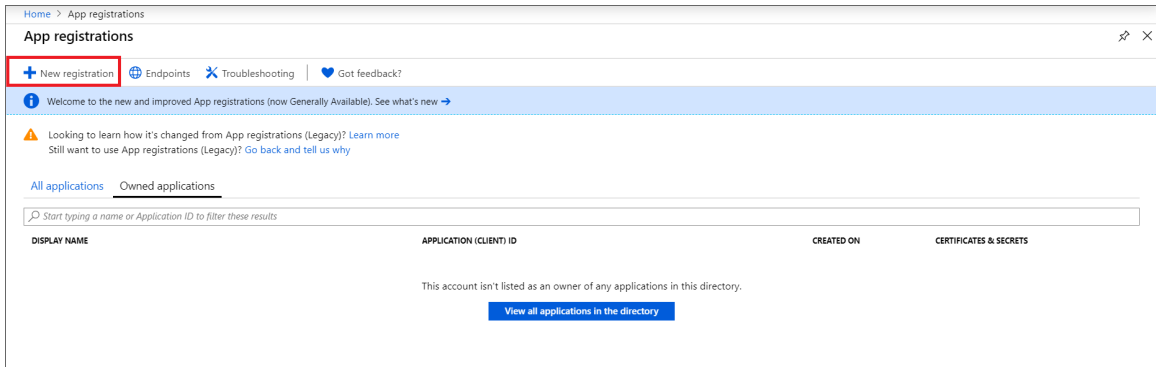 Home > App registrations
App registrations
New registration Endpoints Troubleshooting Got feedback?
Welcome to the new and improved App registrations (now Generally Available). See what's new →
Looking to learn how it's changed from App registrations (Legacy)? Learn more
Still want to use App registrations (Legacy)? Go back and tell us why
All applications Owned applications
Start typing a name or Application ID to filter these results
DISPLAY NAME APPLICATION (CLIENT) ID CREATED ON CERTIFICATES & SECRETS
This account isn't listed as an owner of any applications in this directory.
View all applications in the directory